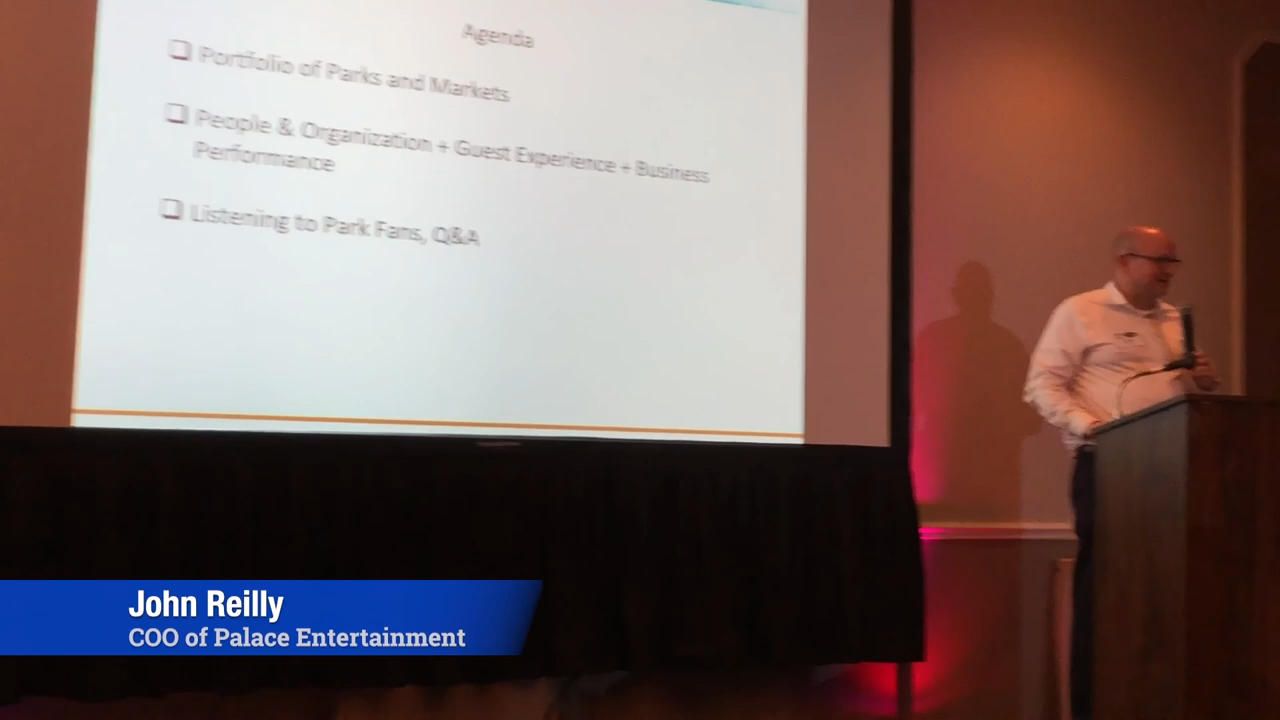 Agenda
Portfolio of Parks and Markets
People & Organization + Guest Experience + Business
Performance
Listening to Park Fans, Q&A
John Reilly
COO of Palace Entertainment